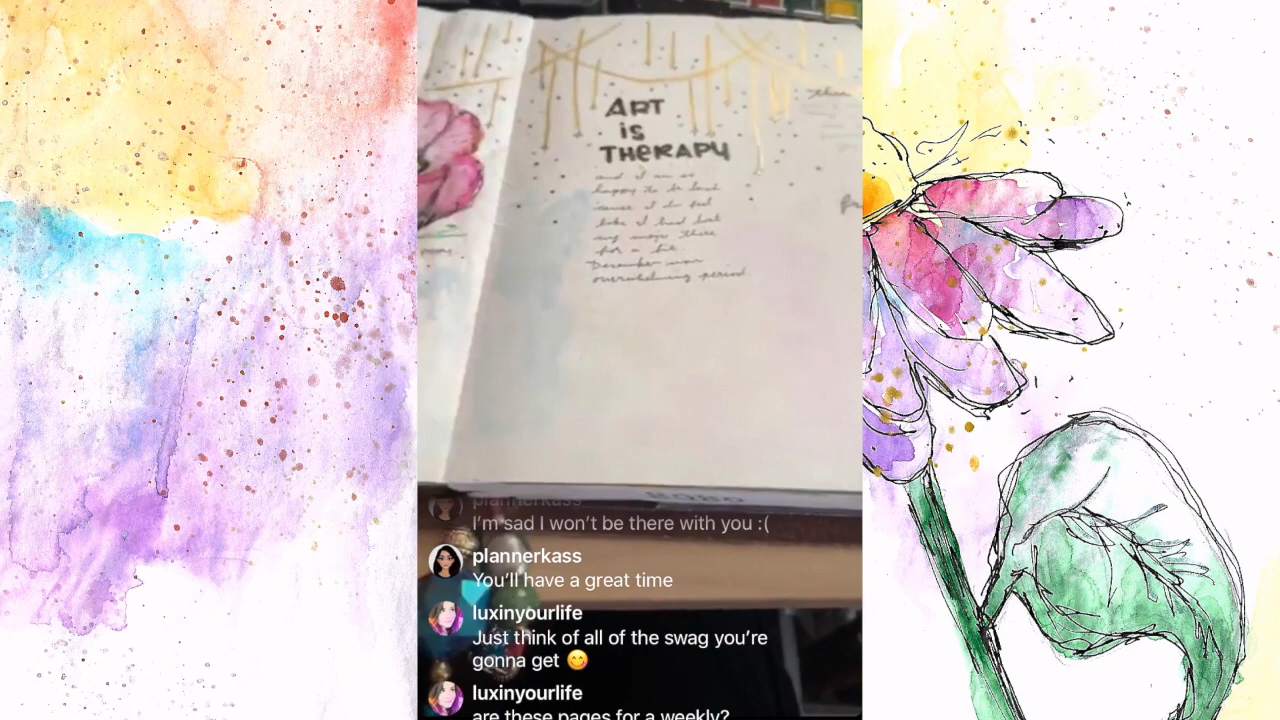 ART
is
THERAPY
and I am so
happy to be back
'cause I do feel
like I had lost
my mojo there
for a bit.
December was
overwhelming period
HOBO
plannerkass
I'm sad I won't be there with you :(
plannerkass
You'll have a great time
luxinyourlife
Just think of all of the swag you're
gonna get 😋
luxinyourlife
are these pages for a weekly?